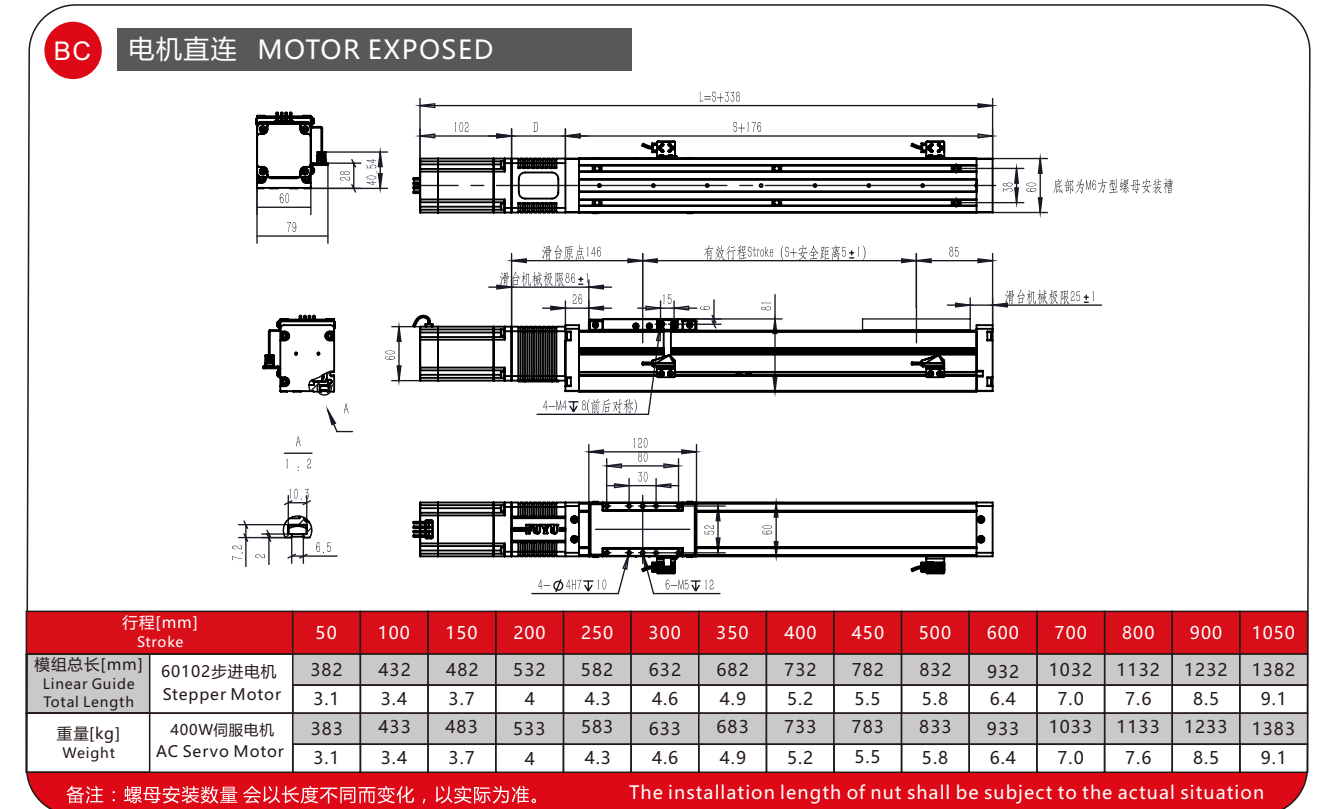 BC 电机直连 MOTOR EXPOSED
L=S+338
102 D S+176
28 40.54
60
79
38 60 底部为M6方型螺母安装槽
滑台原点146 有效行程Stroke (S+安全距离5±1) 85
滑台机械极限86±1
26 15 6 81 滑台机械极限25±1
60
4-M4↧8(前后对称)
A
A
1 : 2
120
80
30
10.3
7.2 2 6.5
FUYU
52 60
4-Ø4H7↧10 6-M5↧12
行程[mm] Stroke 50 100 150 200 250 300 350 400 450 500 600 700 800 900 1050
模组总长[mm] Linear Guide Total Length 60102步进电机 Stepper Motor 382 432 482 532 582 632 682 732 782 832 932 1032 1132 1232 1382
3.1 3.4 3.7 4 4.3 4.6 4.9 5.2 5.5 5.8 6.4 7.0 7.6 8.5 9.1
重量[kg] Weight 400W伺服电机 AC Servo Motor 383 433 483 533 583 633 683 733 783 833 933 1033 1133 1233 1383
3.1 3.4 3.7 4 4.3 4.6 4.9 5.2 5.5 5.8 6.4 7.0 7.6 8.5 9.1
备注：螺母安装数量 会以长度不同而变化，以实际为准。 The installation length of nut shall be subject to the actual situation